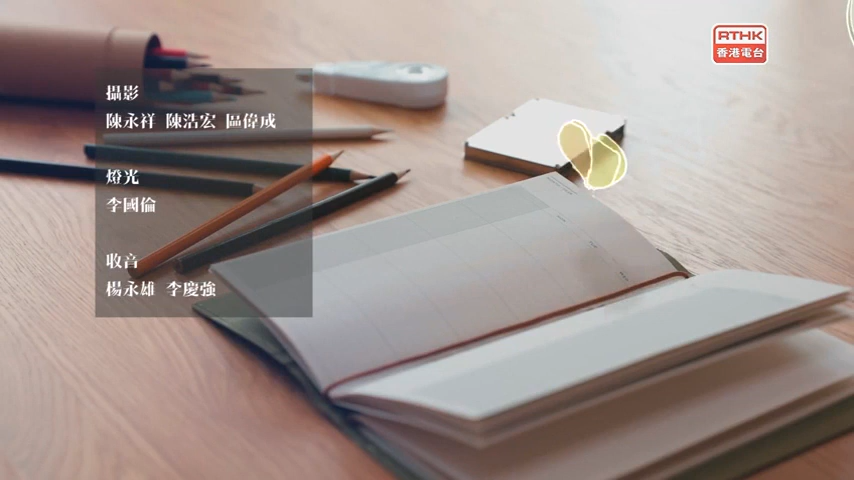 RTHK
香港電台
攝影
陳永祥 陳浩宏 區偉成
燈光
李國倫
收音
楊永雄 李慶強